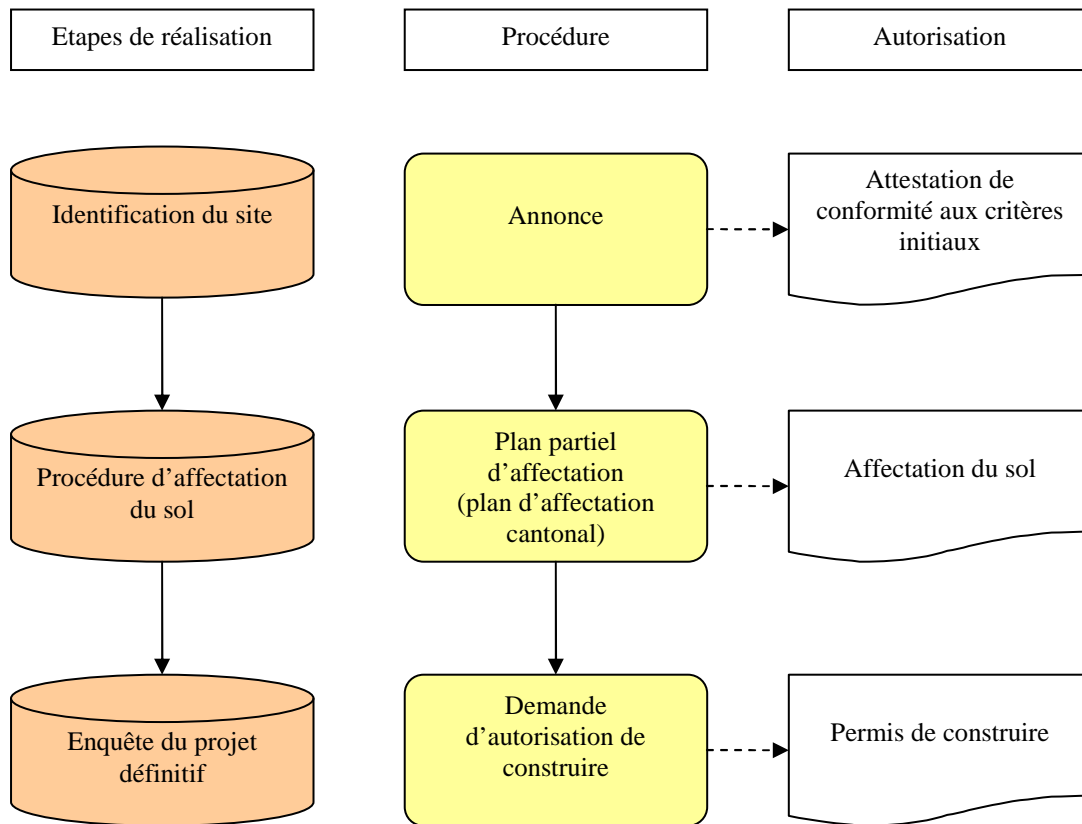 Etapes de réalisation
Procédure
Autorisation
Identification du site
Annonce
Attestation de
conformité aux critères
initiaux
Procédure d’affectation
du sol
Plan partiel
d’affectation
(plan d’affectation
cantonal)
Affectation du sol
Enquête du projet
définitif
Demande
d’autorisation de
construire
Permis de construire